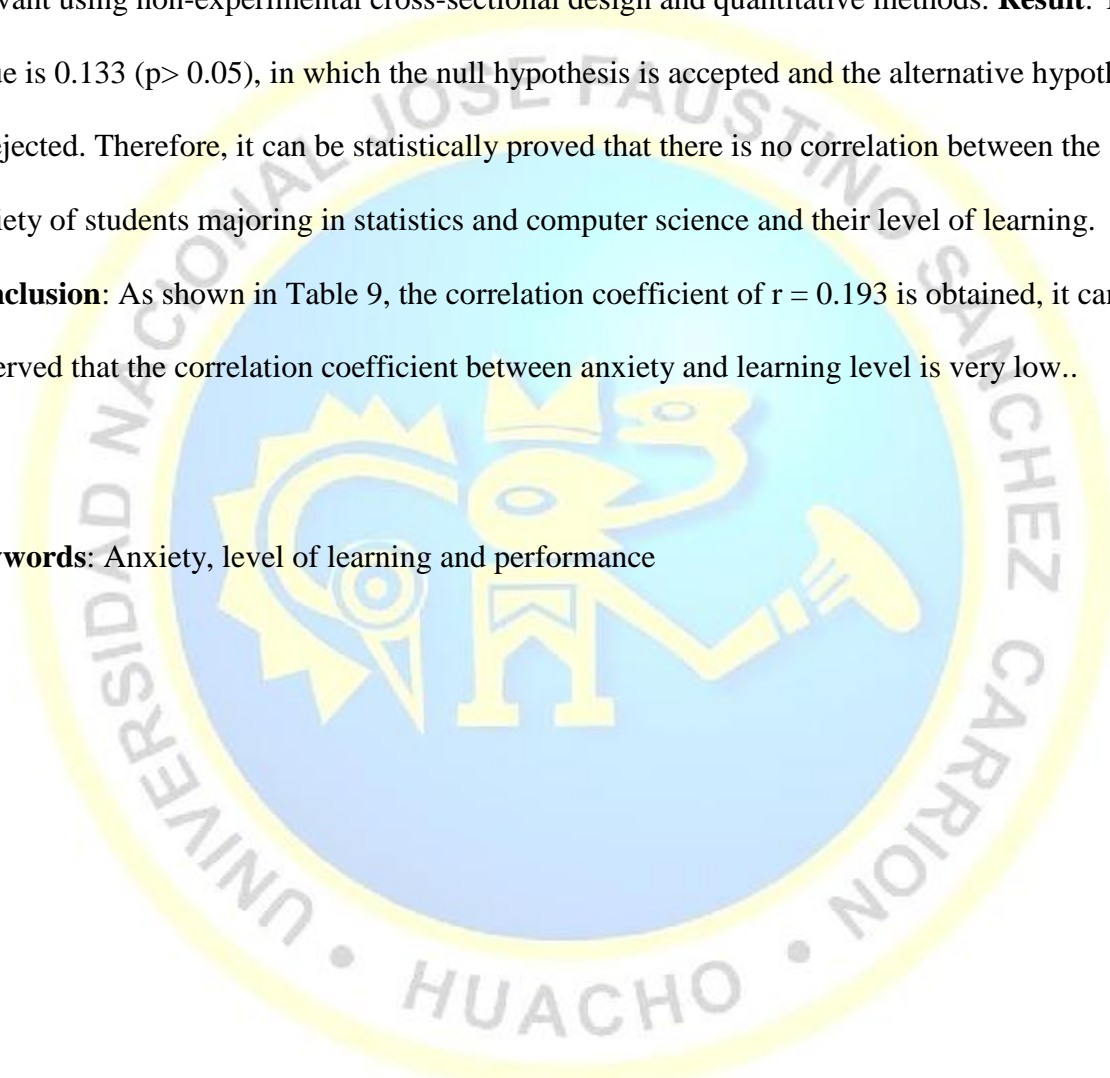 want using non-experimental cross-sectional design and quantitative methods. Result:
ue is 0.133 (p> 0.05), in which the null hypothesis is accepted and the alternative hypoth
ejected. Therefore, it can be statistically proved that there is no correlation between the
iety of students majoring in statistics and computer science and their level of learning.
nclusion: As shown in Table 9, the correlation coefficient of r = 0.193 is obtained, it can
erved that the correlation coefficient between anxiety and learning level is very low..
ywords: Anxiety, level of learning and performance
UNIVERSIDAD NACIONAL JOSE FAUSTINO SANCHEZ CARRION
• HUACHO •